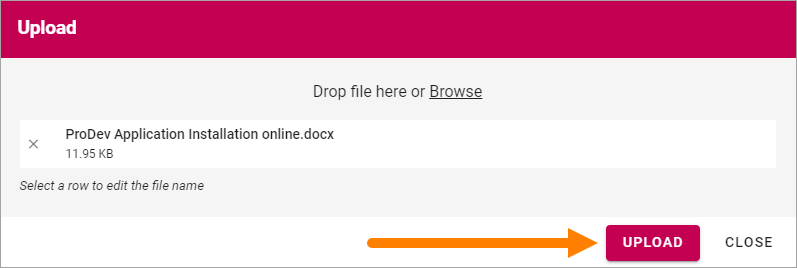 Upload
Drop file here or Browse
ProDev Application Installation online.docx
11.95 KB
Select a row to edit the file name
UPLOAD CLOSE